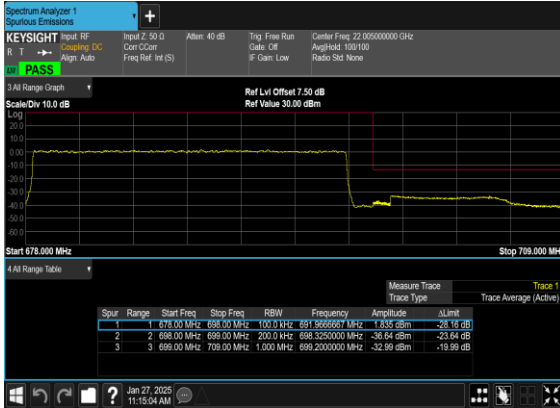 Spectrum Analyzer 1
Spurious Emissions
+
KEYSIGHT Input: RF Input Z: 50 Ω Atten: 40 dB Trig: Free Run Center Freq: 22.005000000 GHz
R T Coupling: DC Corr CCorr Gate: Off Avg|Hold: 100/100
Align: Auto Freq Ref: Int (S) IF Gain: Low Radio Std: None
PASS
3 All Range Graph
Ref Lvl Offset 7.50 dB
Scale/Div 10.0 dB Ref Value 30.00 dBm
Log
20.0
10.0
0.00
-10.0
-20.0
-30.0
-40.0
-50.0
-60.0
Start 678.000 MHz Stop 709.000 MH
4 All Range Table
Measure Trace Trace 1
Trace Type Trace Average (Active)
Spur Range Start Freq Stop Freq RBW Frequency Amplitude ΔLimit
1 1 678.00 MHz 698.00 MHz 100.0 kHz 691.9666667 MHz 1.835 dBm -28.16 dB
2 2 698.00 MHz 699.00 MHz 200.0 kHz 698.3250000 MHz -36.64 dBm -23.64 dB
3 3 699.00 MHz 709.00 MHz 1.000 MHz 699.2000000 MHz -32.99 dBm -19.99 dB
? Jan 27, 2025
11:15:04 AM